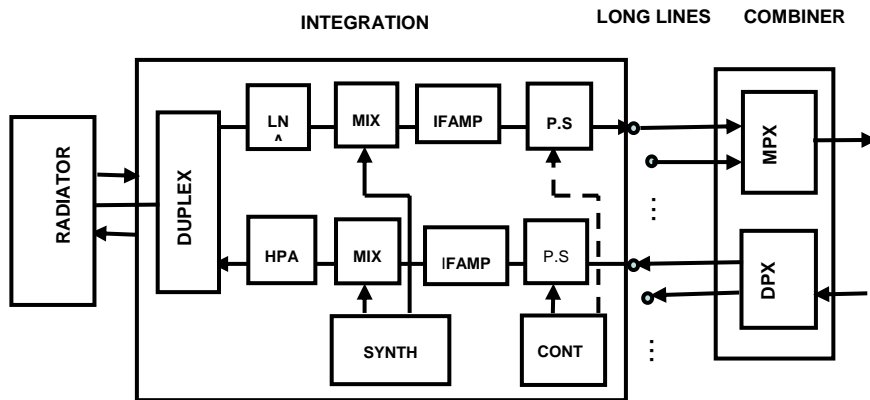 INTEGRATION
LONG LINES
COMBINER
RADIATOR
DUPLEX
LN
MIX
IFAMP
P.S
MPX
HPA
MIX
IFAMP
P.S
DPX
SYNTH
CONT